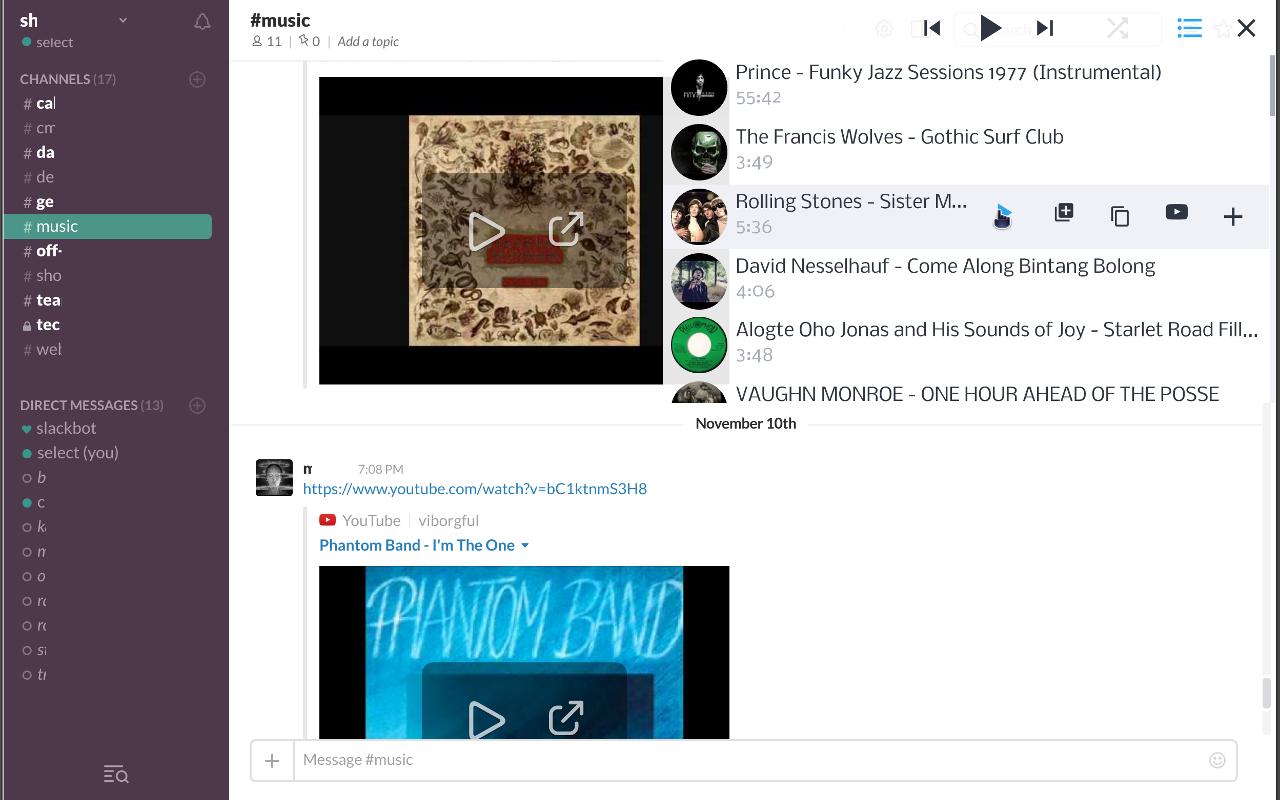 sh
select
CHANNELS (17)
# cal
# cm
# da
# de
# ge
# music
# off-
# sho
# tea
tec
# wel
DIRECT MESSAGES (13)
slackbot
select (you)
b
c
k
m
o
ro
ro
si
tr
#music
11 | 0 | Add a topic
Prince - Funky Jazz Sessions 1977 (Instrumental)
55:42
The Francis Wolves - Gothic Surf Club
3:49
Rolling Stones - Sister M...
5:36
David Nesselhauf - Come Along Bintang Bolong
4:06
Alogte Oho Jonas and His Sounds of Joy - Starlet Road Fill...
3:48
VAUGHN MONROE - ONE HOUR AHEAD OF THE POSSE
November 10th
m 7:08 PM
https://www.youtube.com/watch?v=bC1ktnmS3H8
YouTube | viborgful
Phantom Band - I'm The One
PHANTOM BAND
Message #music